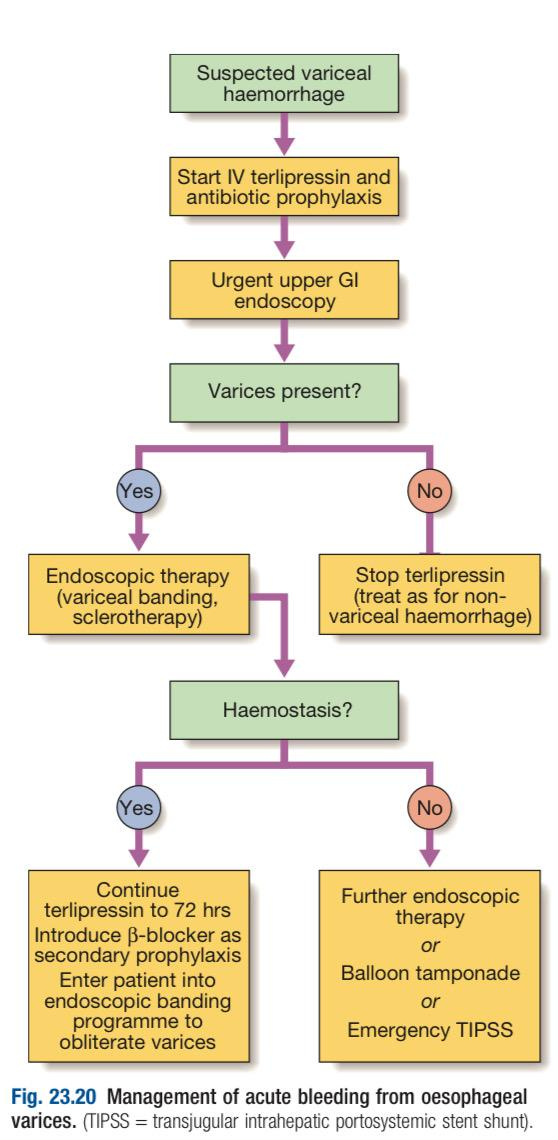 Suspected variceal
haemorrhage
Start IV terlipressin and
antibiotic prophylaxis
Urgent upper GI
endoscopy
Varices present?
Yes
No
Endoscopic therapy
(variceal banding,
sclerotherapy)
Stop terlipressin
(treat as for non-
variceal haemorrhage)
Haemostasis?
Yes
No
Continue
terlipressin to 72 hrs
Introduce β-blocker as
secondary prophylaxis
Enter patient into
endoscopic banding
programme to
obliterate varices
Further endoscopic
therapy
or
Balloon tamponade
or
Emergency TIPSS
Fig. 23.20 Management of acute bleeding from oesophageal
varices. (TIPSS = transjugular intrahepatic portosystemic stent shunt).